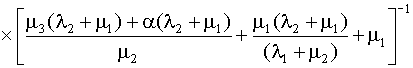 × [ (μ₃(λ₂ + μ₁) + α(λ₂ + μ₁)) / μ₂ + μ₁(λ₂ + μ₁) / (λ₁ + μ₂) + μ₁ ]⁻¹